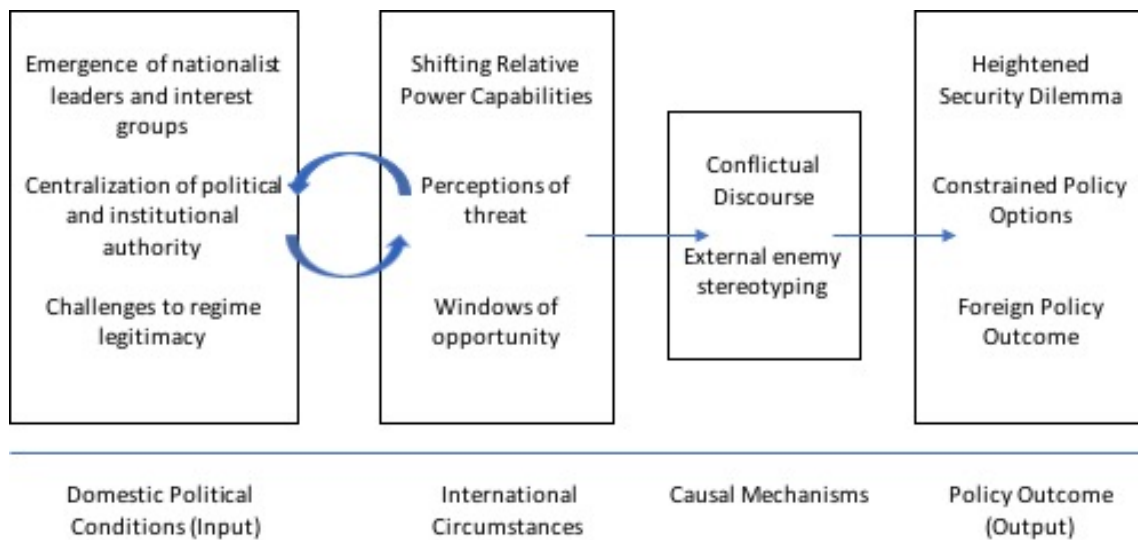 Emergence of nationalist
leaders and interest
groups
Centralization of political
and institutional
authority
Challenges to regime
legitimacy
Shifting Relative
Power Capabilities
Perceptions of
threat
Windows of
opportunity
Conflictual
Discourse
External enemy
stereotyping
Heightened
Security Dilemma
Constrained Policy
Options
Foreign Policy
Outcome
Domestic Political
Conditions (Input)
International
Circumstances
Causal Mechanisms
Policy Outcome
(Output)